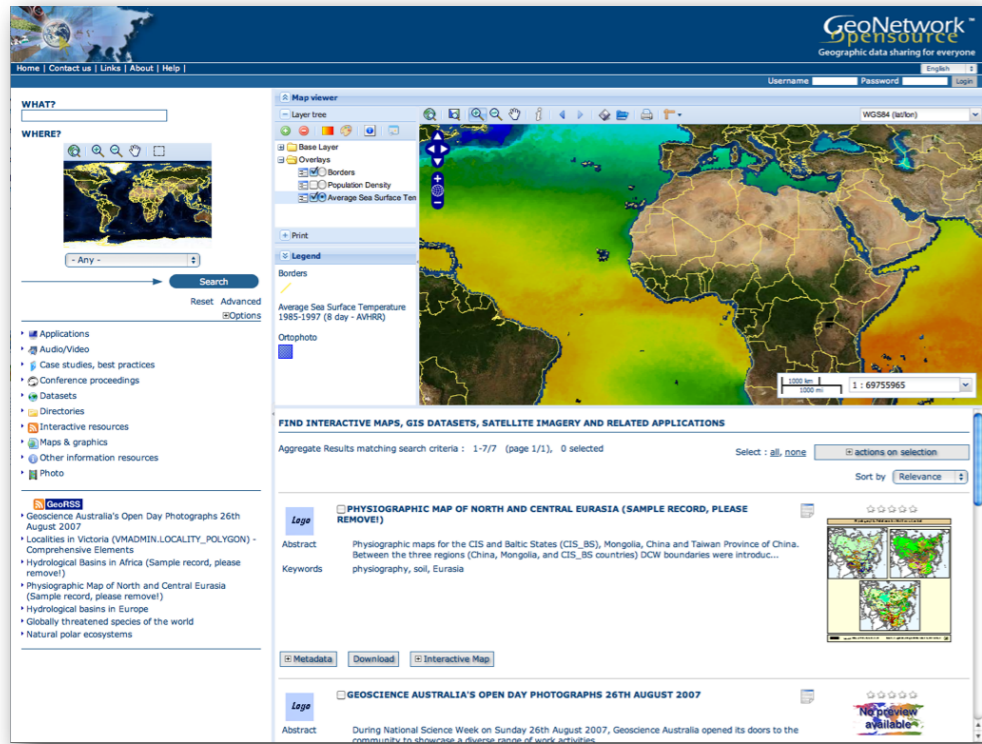 GeoNetwork™
Opensource
Geographic data sharing for everyone
Home | Contact us | Links | About | Help |
English
Username Password Login
WHAT?
WHERE?
- Any -
Search
Reset Advanced
Options
Applications
Audio/Video
Case studies, best practices
Conference proceedings
Datasets
Directories
Interactive resources
Maps & graphics
Other information resources
Photo
GeoRSS
Geoscience Australia's Open Day Photographs 26th
August 2007
Localities in Victoria (VMADMIN.LOCALITY_POLYGON) -
Comprehensive Elements
Hydrological Basins in Africa (Sample record, please
remove!)
Physiographic Map of North and Central Eurasia
(Sample record, please remove!)
Hydrological basins in Europe
Globally threatened species of the world
Natural polar ecosystems
Map viewer
Layer tree
WGS84 (lat/lon)
Base Layer
Overlays
Borders
Population Density
Average Sea Surface Ten
Print
Legend
Borders
Average Sea Surface Temperature
1985-1997 (8 day - AVHRR)
Ortophoto
1000 km
1000 mi
1 : 69755965
FIND INTERACTIVE MAPS, GIS DATASETS, SATELLITE IMAGERY AND RELATED APPLICATIONS
Aggregate Results matching search criteria : 1-7/7 (page 1/1), 0 selected
Select : all, none
actions on selection
Sort by Relevance
Logo
PHYSIOGRAPHIC MAP OF NORTH AND CENTRAL EURASIA (SAMPLE RECORD, PLEASE
REMOVE!)
Abstract Physiographic maps for the CIS and Baltic States (CIS_BS), Mongolia, China and Taiwan Province of China.
Between the three regions (China, Mongolia, and CIS_BS countries) DCW boundaries were introduc...
Keywords physiography, soil, Eurasia
Metadata Download Interactive Map
Logo
GEOSCIENCE AUSTRALIA'S OPEN DAY PHOTOGRAPHS 26TH AUGUST 2007
No preview
available
Abstract During National Science Week on Sunday 26th August 2007, Geoscience Australia opened its doors to the
community to showcase a diverse range of work activities